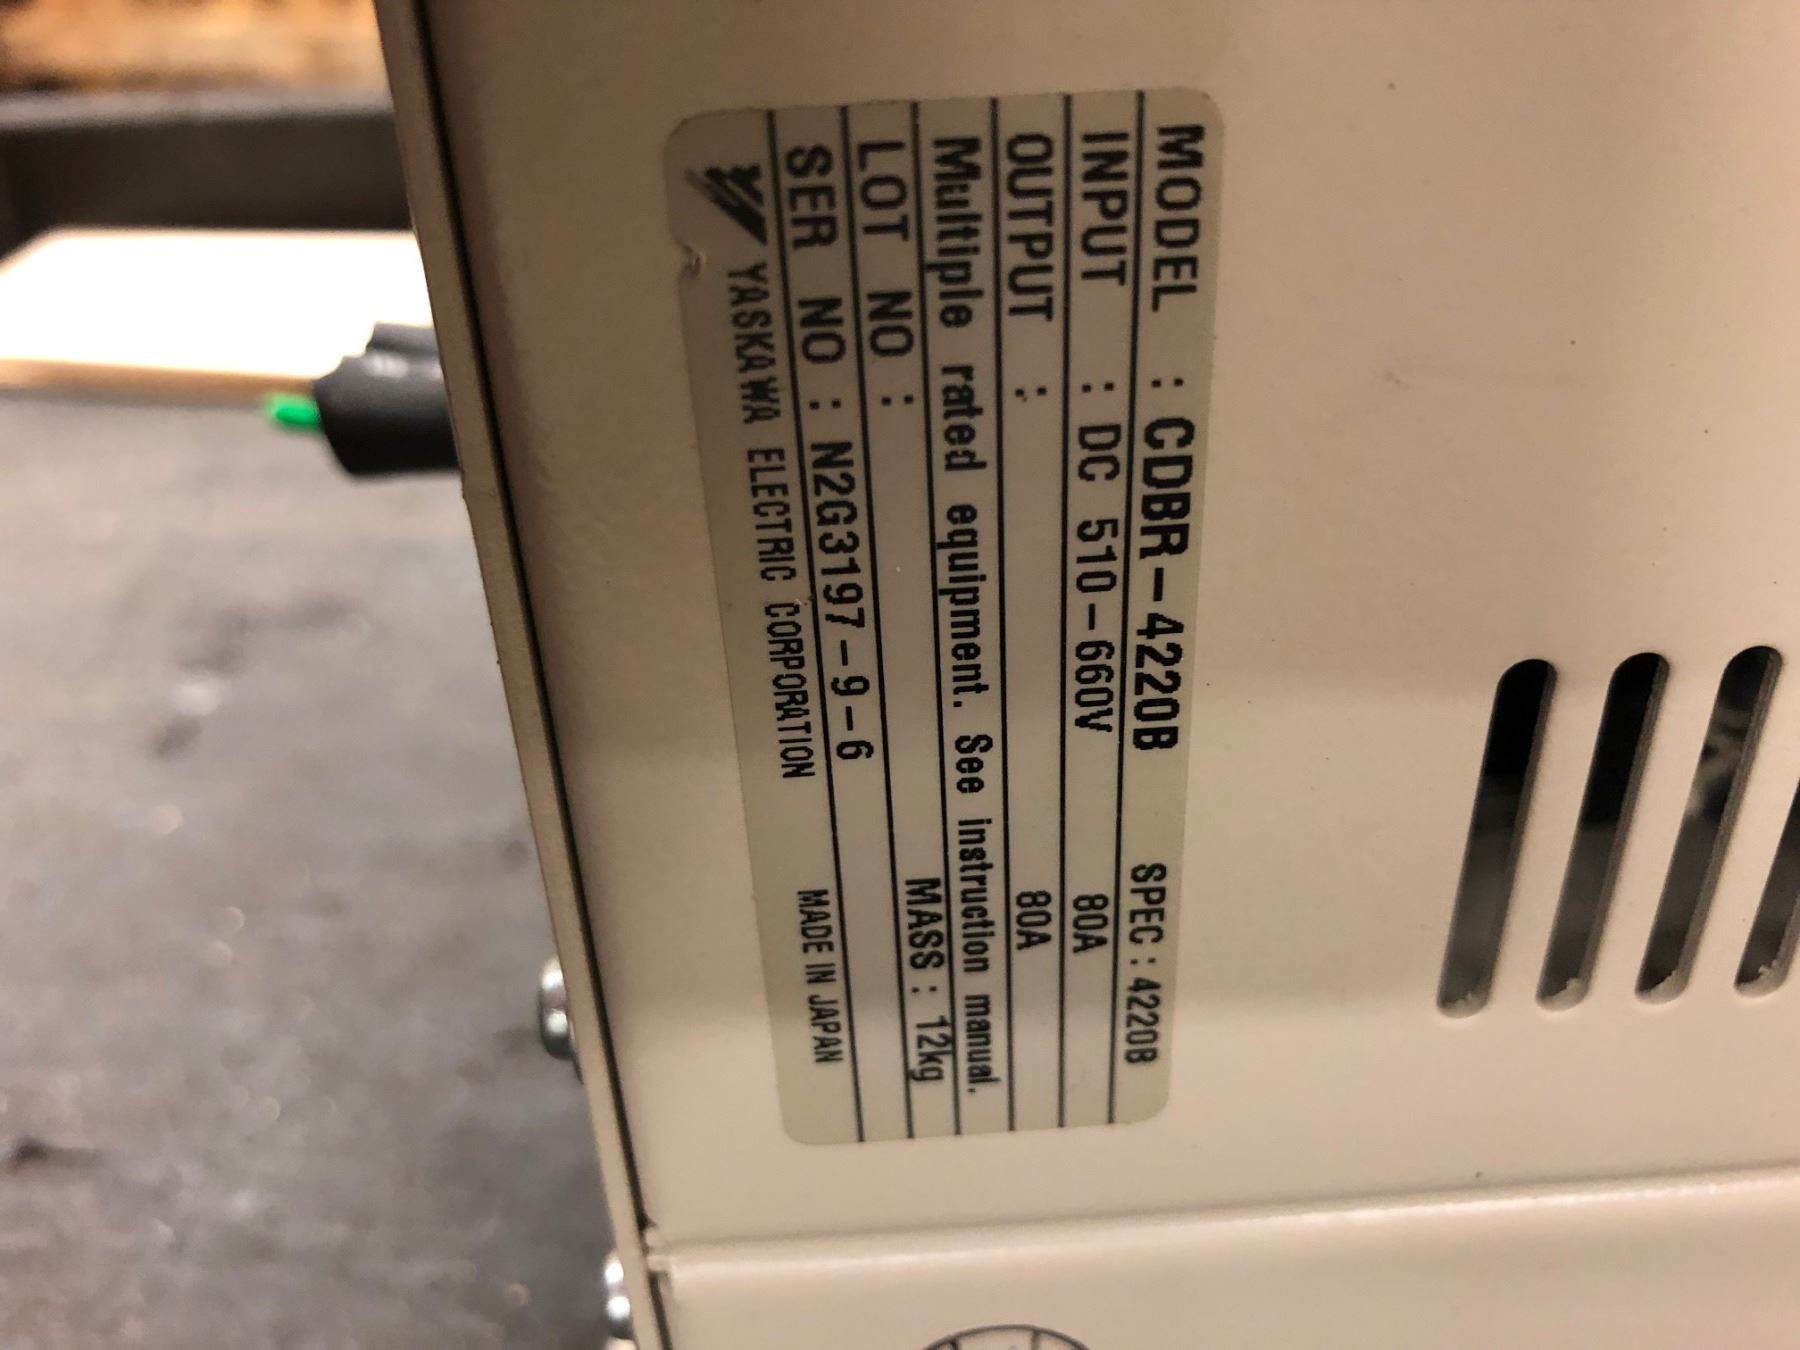 MODEL : CDBR-4220B SPEC : 4220B
INPUT : DC 510-660V 80A
OUTPUT : 80A
Multiple rated equipment. See instruction manual.
LOT NO : MASS : 12kg
SER NO : N2G3197-9-6
YASKAWA ELECTRIC CORPORATION MADE IN JAPAN